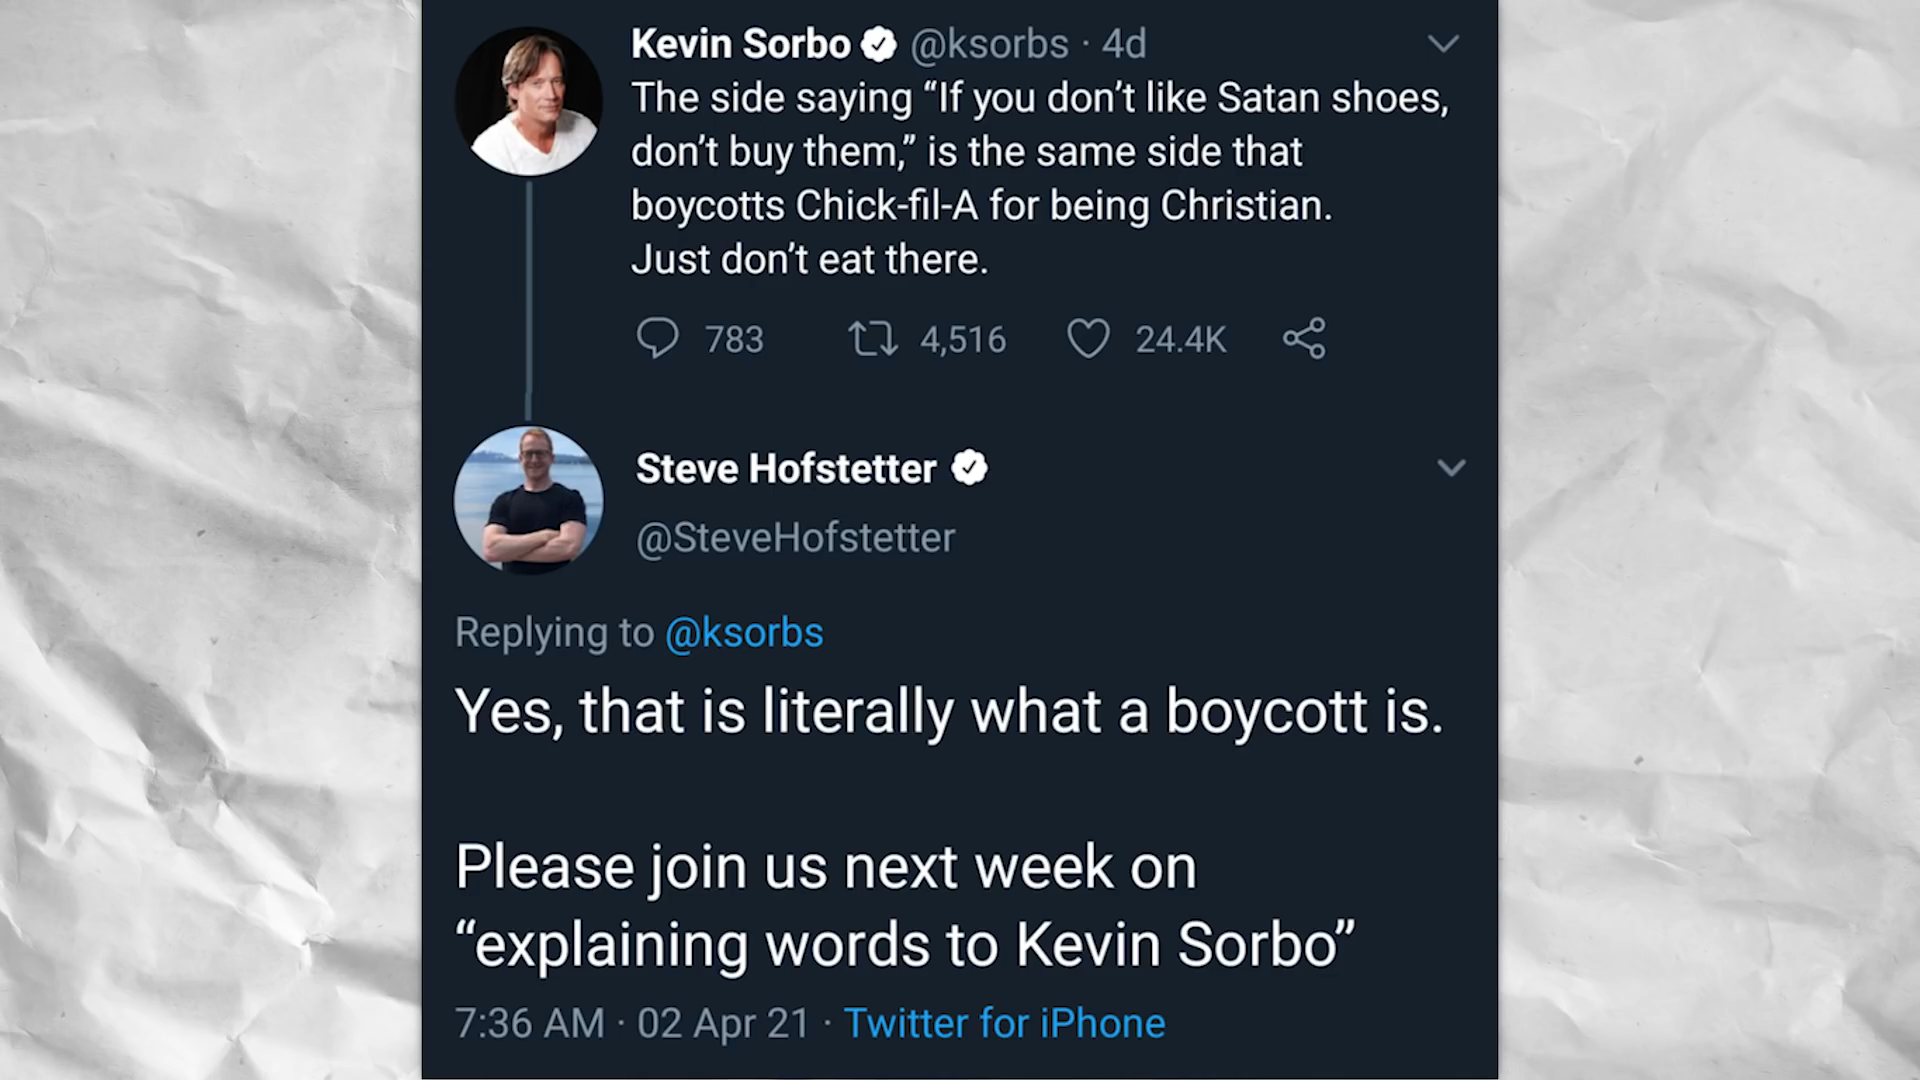 Kevin Sorbo @ksorbs · 4d
The side saying “If you don’t like Satan shoes,
don’t buy them,” is the same side that
boycotts Chick-fil-A for being Christian.
Just don’t eat there.
783 4,516 24.4K
Steve Hofstetter
@SteveHofstetter
Replying to @ksorbs
Yes, that is literally what a boycott is.
Please join us next week on
“explaining words to Kevin Sorbo”
7:36 AM · 02 Apr 21 · Twitter for iPhone